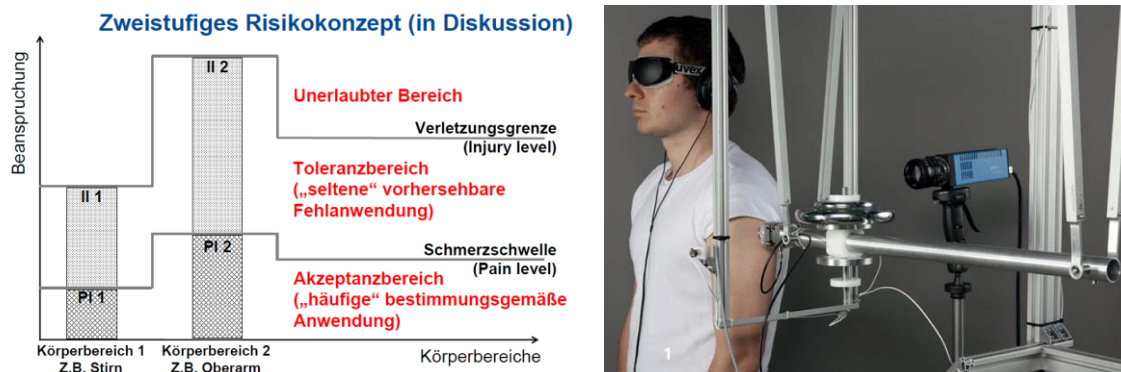 Zweistufiges Risikokonzept (in Diskussion)
Beanspruchung
II 2
Unerlaubter Bereich
Verletzungsgrenze
(Injury level)
Toleranzbereich
(„seltene“ vorhersehbare
Fehlanwendung)
II 1
PI 2
Schmerzschwelle
(Pain level)
Akzeptanzbereich
(„häufige“ bestimmungsgemäße
Anwendung)
PI 1
Körperbereich 1
Z.B. Stirn
Körperbereich 2
Z.B. Oberarm
Körperbereiche
uvex
1